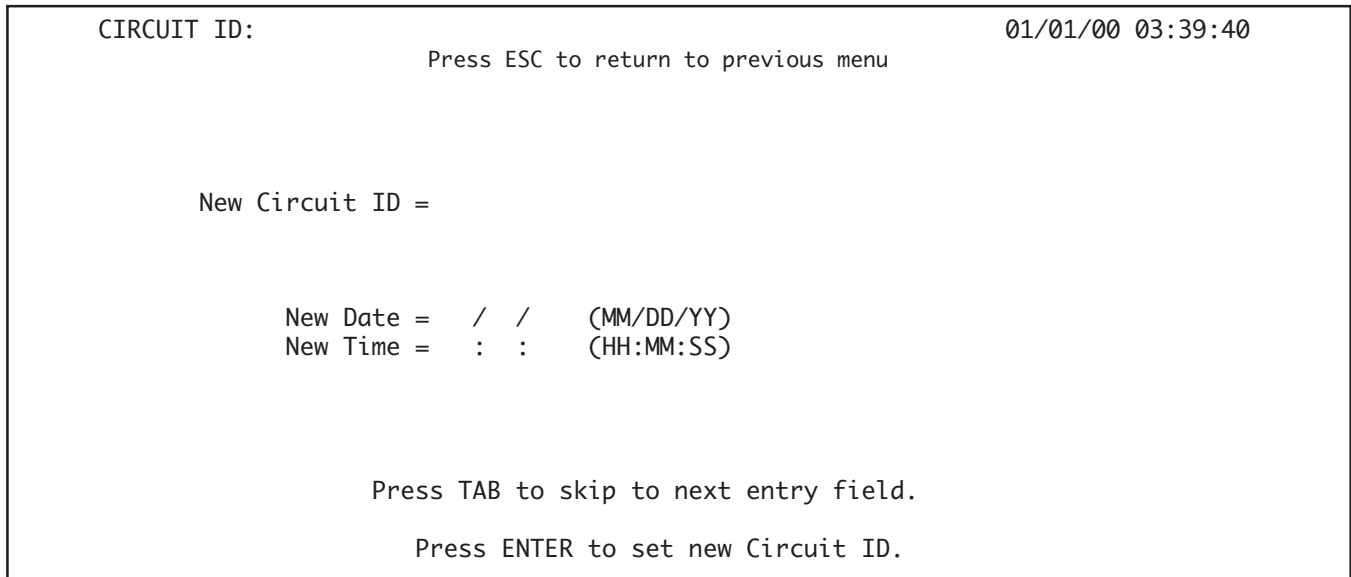 CIRCUIT ID: 01/01/00 03:39:40
Press ESC to return to previous menu
New Circuit ID =
New Date = / / (MM/DD/YY)
New Time = : : (HH:MM:SS)
Press TAB to skip to next entry field.
Press ENTER to set new Circuit ID.